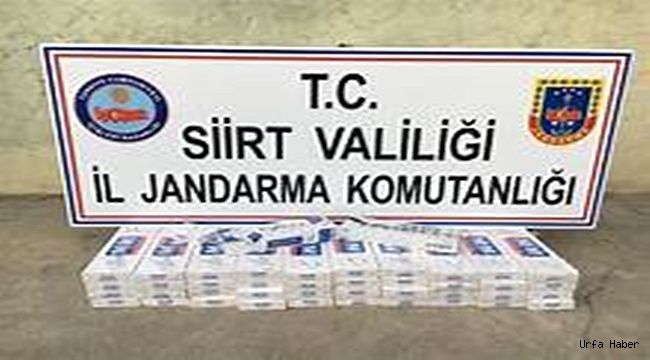 T.C.
SİİRT VALİLİĞİ
İL JANDARMA KOMUTANLIĞI
Urfa Haber